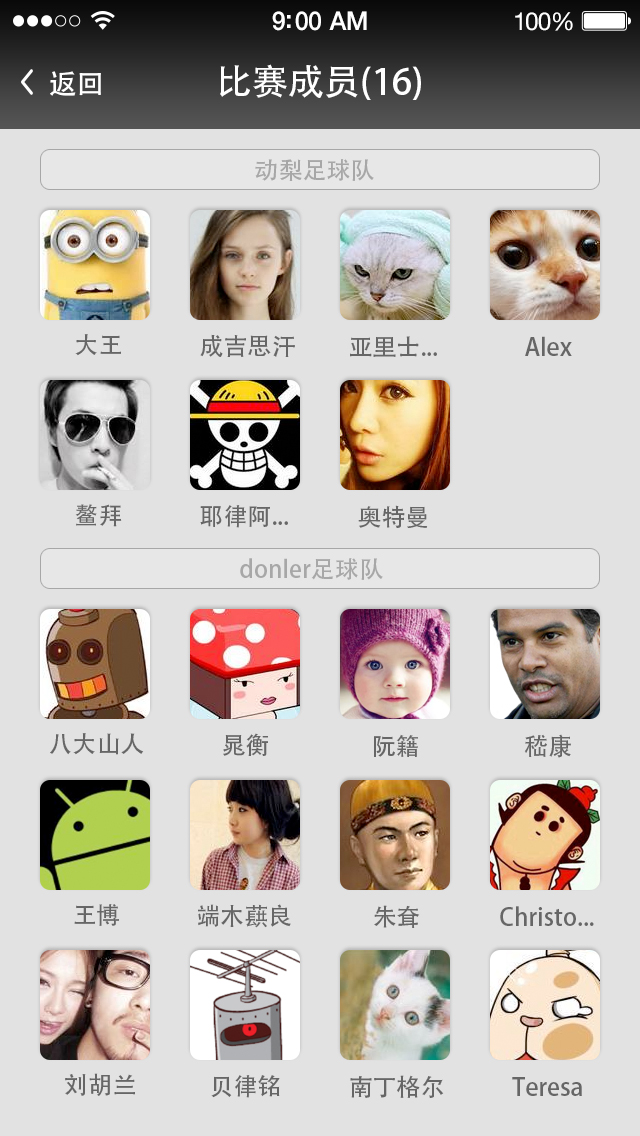 9:00 AM 100%
返回 比赛成员(16)
动梨足球队
大王 成吉思汗 亚里士... Alex
鳌拜 耶律阿... 奥特曼
donler足球队
八大山人 晁衡 阮籍 嵇康
王博 端木蕻良 朱耷 Christo...
刘胡兰 贝律铭 南丁格尔 Teresa